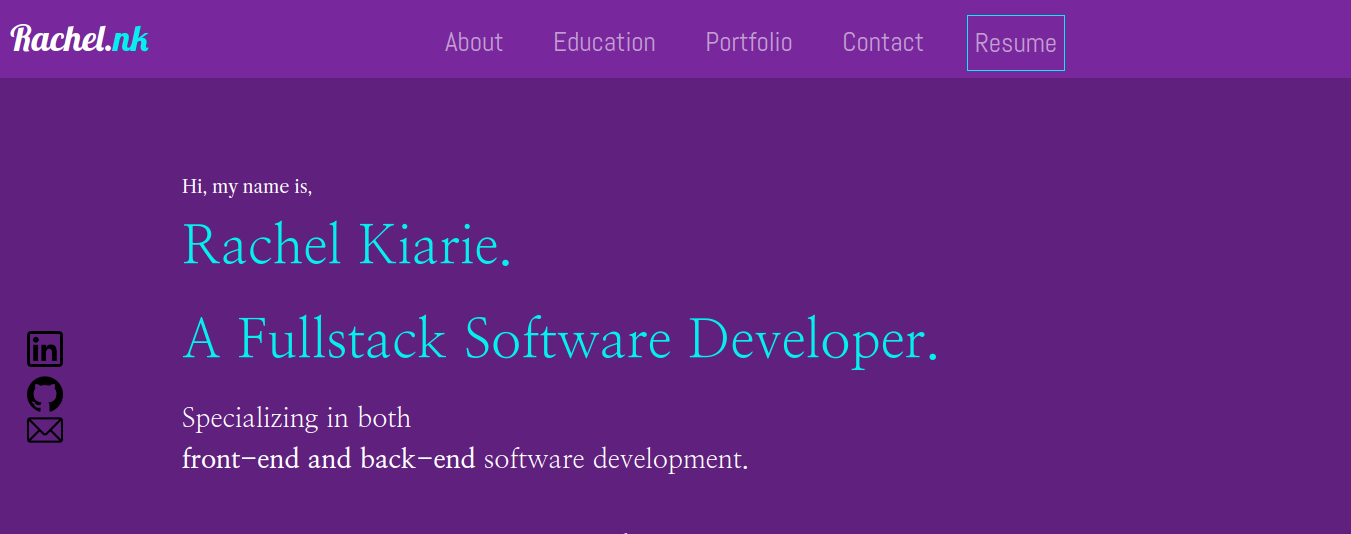 Rachel.nk
About Education Portfolio Contact Resume
Hi, my name is,
Rachel Kiarie.
A Fullstack Software Developer.
in
Specializing in both
front-end and back-end software development.